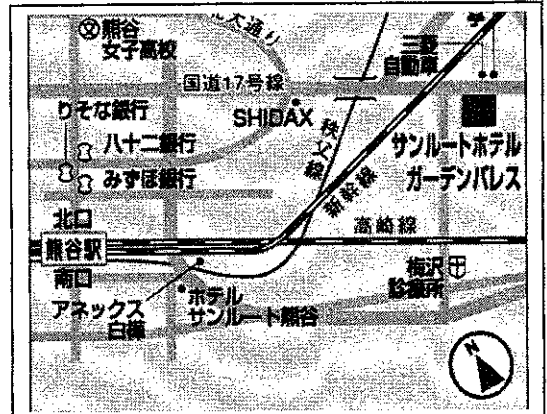 北大通り
熊谷
女子高校
三菱
自動車
国道17号線
りそな銀行
SHIDAX
八十二銀行
秩父線
サンルートホテル
ガーデンパレス
みずほ銀行
新幹線
北口
高崎線
熊谷駅
南口
梅沢
診療所
アネックス
白樺
ホテル
サンルート熊谷
N